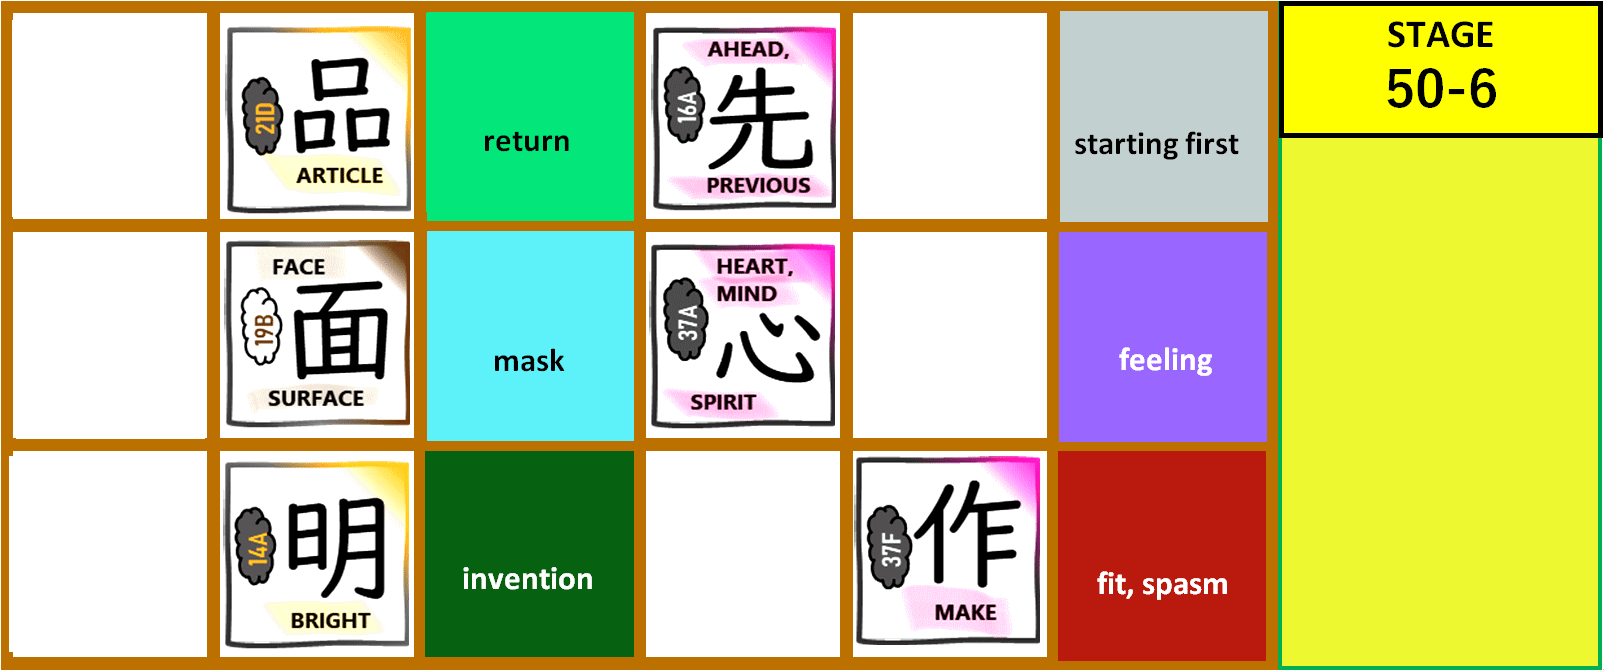 21D
品
ARTICLE
return
AHEAD,
16A
先
PREVIOUS
starting first
STAGE
50-6
FACE
19B
面
SURFACE
mask
HEART,
MIND
37A
心
SPIRIT
feeling
14A
明
BRIGHT
invention
37F
作
MAKE
fit, spasm